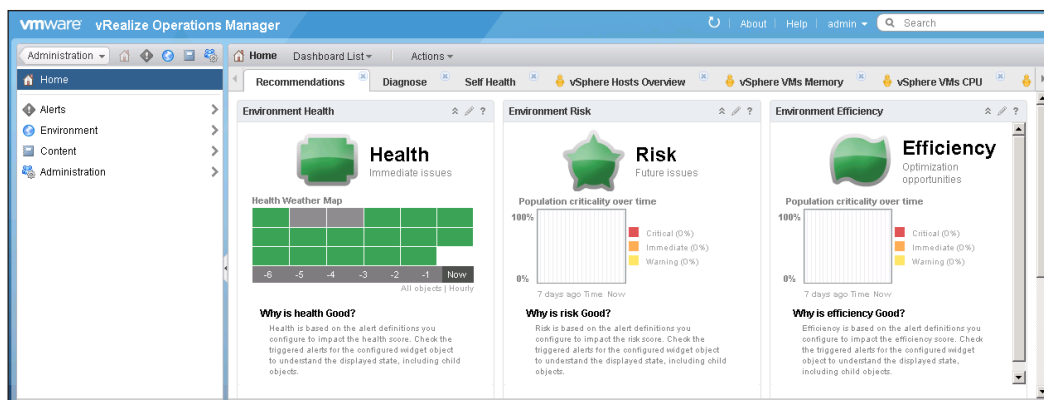 vmware vRealize Operations Manager
About Help admin Search
Administration
Home Dashboard List Actions
Home
Recommendations Diagnose Self Health vSphere Hosts Overview vSphere VMs Memory vSphere VMs CPU
Alerts
Environment
Content
Administration
Environment Health
Health
Immediate issues
Health Weather Map
-6 -5 -4 -3 -2 -1 Now
All objects | Hourly
Why is health Good?
Health is based on the alert definitions you
configure to impact the health score. Check the
triggered alerts for the configured widget object
to understand the displayed state, including child
objects.
Environment Risk
Risk
Future issues
Population criticality over time
100%
Critical (0%)
Immediate (0%)
Warning (0%)
0%
7 days ago Time Now
Why is risk Good?
Risk is based on the alert definitions you
configure to impact the risk score. Check the
triggered alerts for the configured widget object
to understand the displayed state, including child
objects.
Environment Efficiency
Efficiency
Optimization
opportunities
Population criticality over time
100%
Critical (0%)
Immediate (0%)
Warning (0%)
0%
7 days ago Time Now
Why is efficiency Good?
Efficiency is based on the alert definitions you
configure to impact the efficiency score. Check
the triggered alerts for the configured widget
object to understand the displayed state,
including child objects.